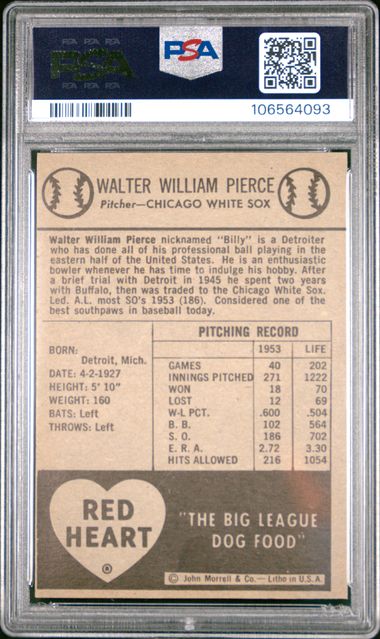 PSA PSA PSA
PSA
PSA PSA PSA
PSA
106564093
WALTER WILLIAM PIERCE
Pitcher—CHICAGO WHITE SOX
Walter William Pierce nicknamed "Billy" is a Detroiter
who has done all of his professional ball playing in the
eastern half of the United States. He is an enthusiastic
bowler whenever he has time to indulge his hobby. After
a brief trial with Detroit in 1945 he spent two years
with Buffalo, then was traded to the Chicago White Sox.
Led. A.L. most SO's 1953 (186). Considered one of the
best southpaws in baseball today.
BORN:
Detroit, Mich.
DATE: 4-2-1927
HEIGHT: 5' 10"
WEIGHT: 160
BATS: Left
THROWS: Left
PITCHING RECORD
1953 LIFE
GAMES 40 202
INNINGS PITCHED 271 1222
WON 18 70
LOST 12 69
W-L PCT. .600 .504
B. B. 102 564
S. O. 186 702
E. R. A. 2.72 3.30
HITS ALLOWED 216 1054
RED
HEART
®
"THE BIG LEAGUE
DOG FOOD"
© John Morrell & Co.—Litho in U.S.A.